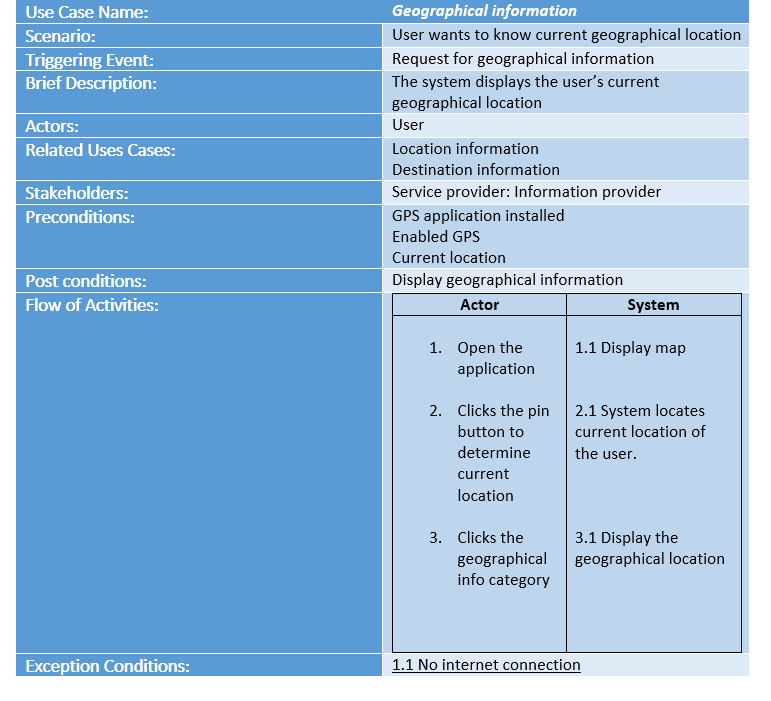 Use Case Name: Geographical information
Scenario: User wants to know current geographical location
Triggering Event: Request for geographical information
Brief Description: The system displays the user’s current
geographical location
Actors: User
Related Uses Cases: Location information
Destination information
Stakeholders: Service provider: Information provider
Preconditions: GPS application installed
Enabled GPS
Current location
Post conditions: Display geographical information
Flow of Activities:
Actor System
1. Open the 1.1 Display map
application
2. Clicks the pin 2.1 System locates
button to current location of
determine the user.
current
location
3. Clicks the 3.1 Display the
geographical geographical location
info category
Exception Conditions: 1.1 No internet connection